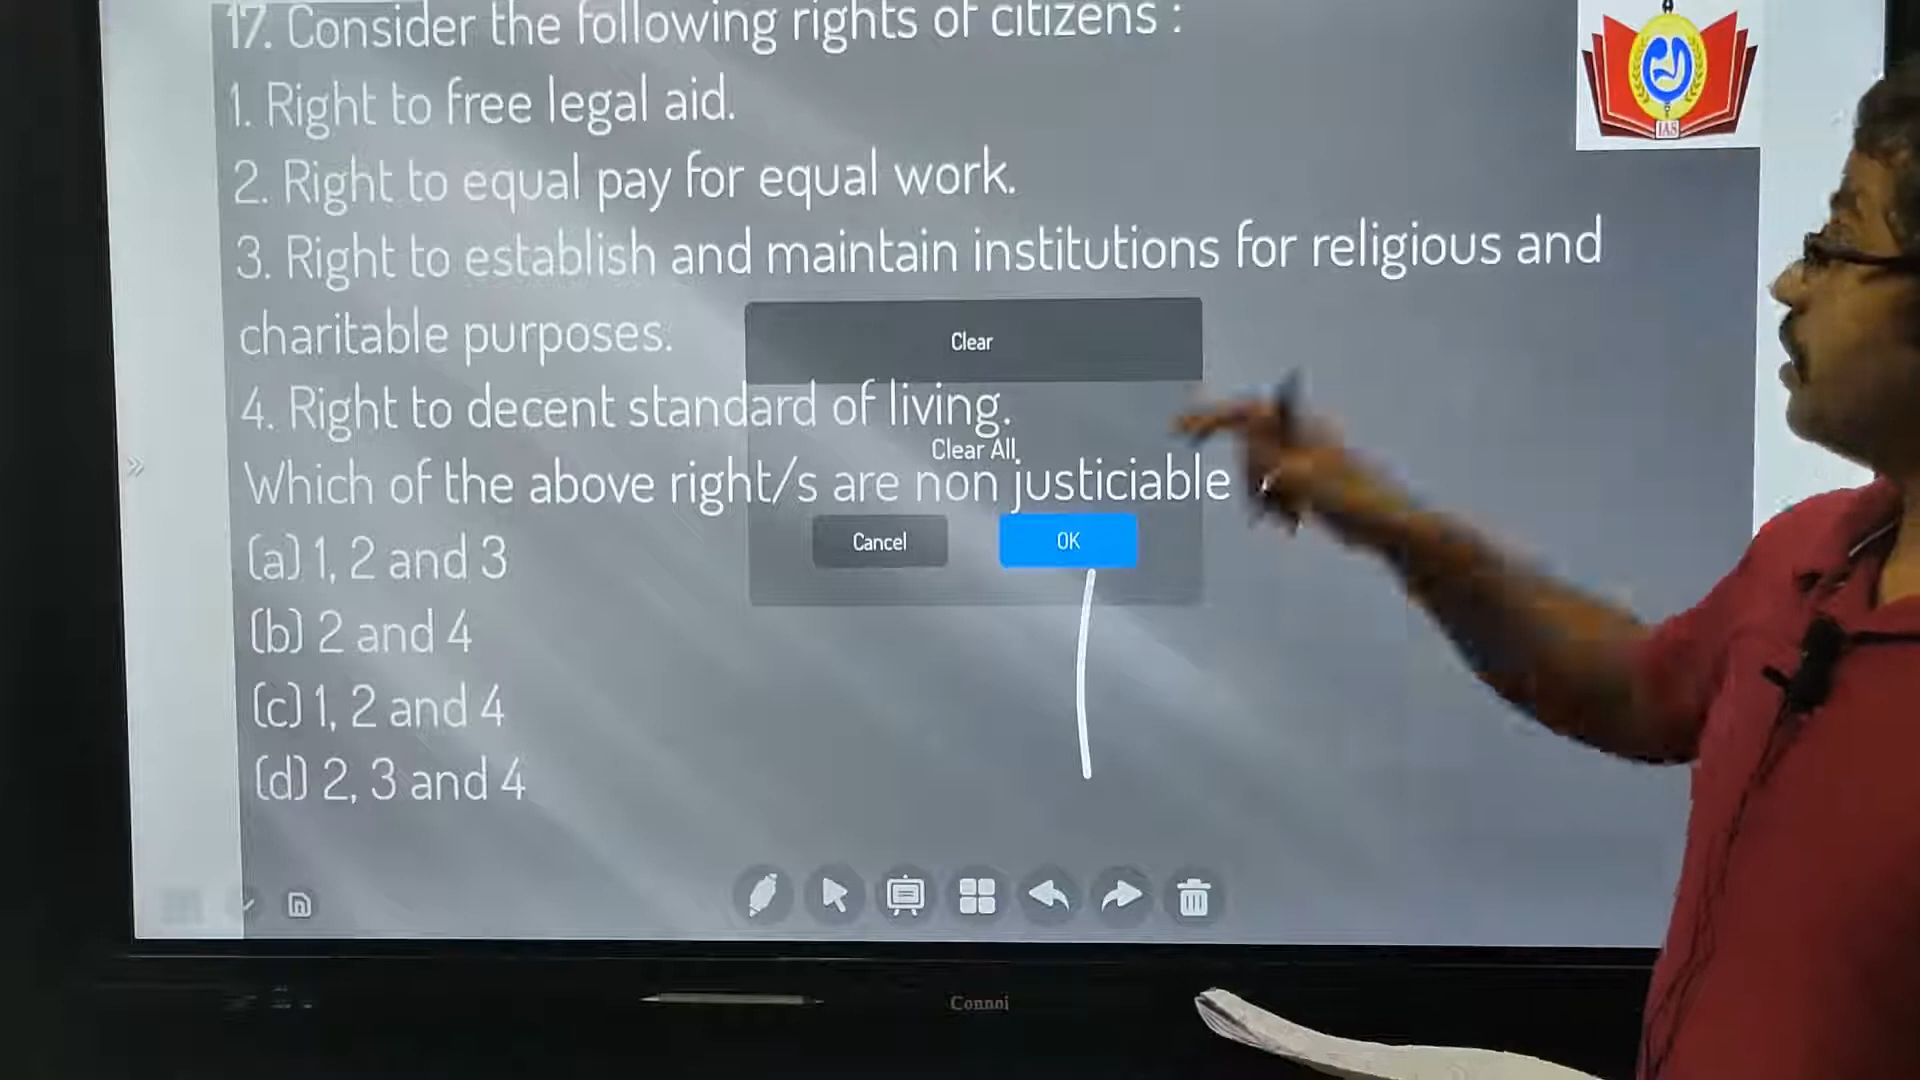 17. Consider the following rights of citizens :
1. Right to free legal aid.
2. Right to equal pay for equal work.
3. Right to establish and maintain institutions for religious and
charitable purposes.
Clear
4. Right to decent standard of living.
Clear All
Which of the above right/s are non justiciable
Cancel
OK
(a) 1, 2 and 3
(b) 2 and 4
(c) 1, 2 and 4
(d) 2, 3 and 4
IAS
Connoi